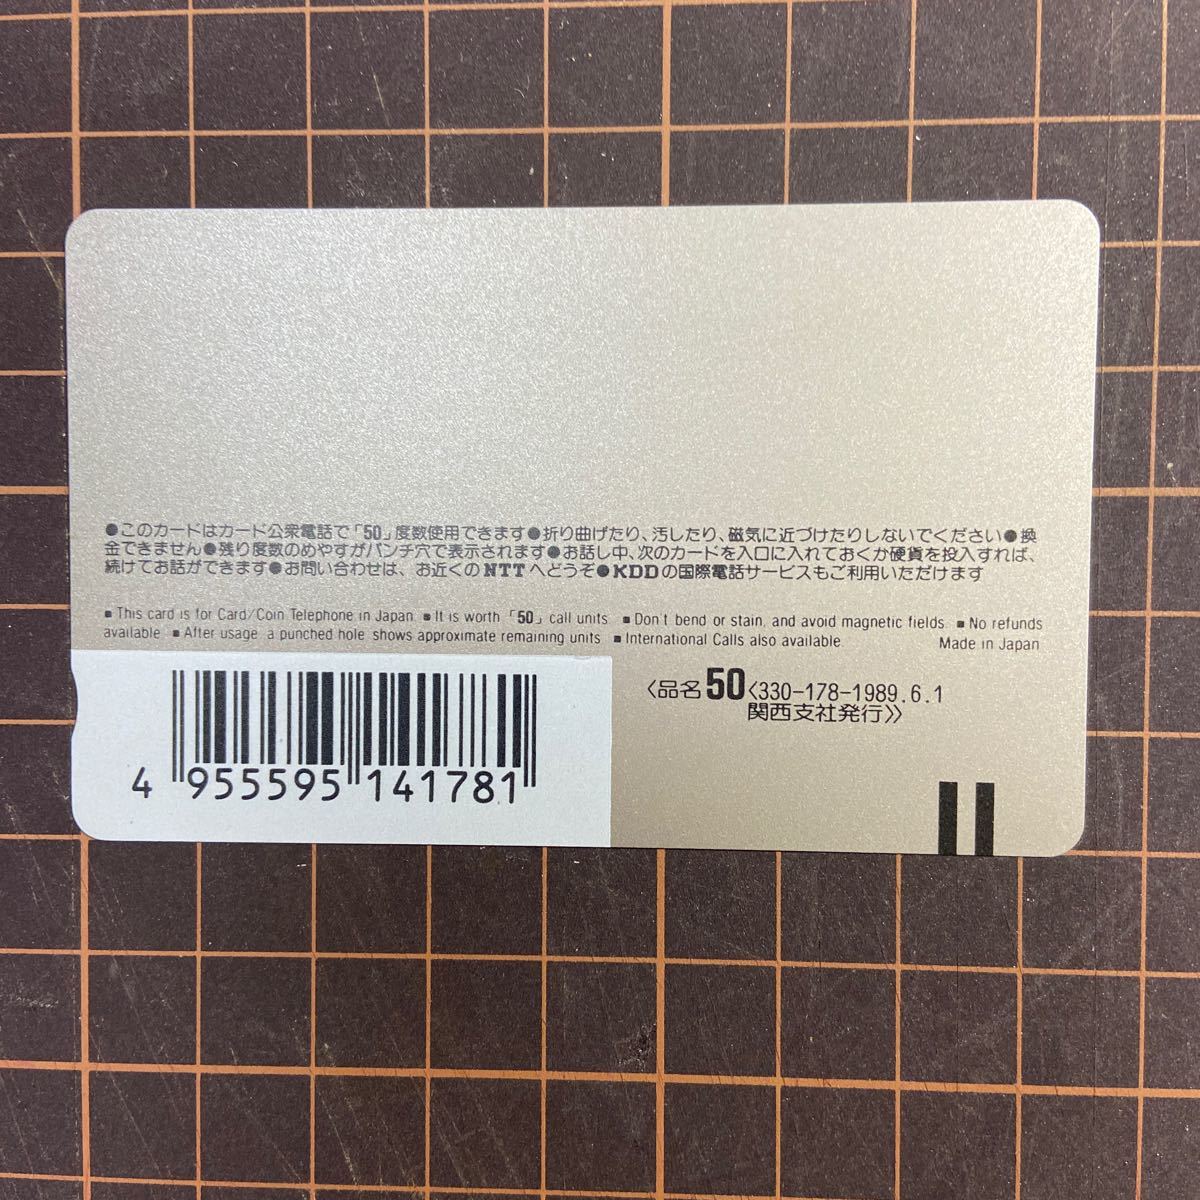 ●このカードはカード公衆電話で「50」度数使用できます●折り曲げたり、汚したり、磁気に近づけたりしないでください●換
金できません●残り度数のめやすがパンチ穴で表示されます●お話し中、次のカードを入口に入れておくか硬貨を投入すれば、
続けてお話ができます●お問い合わせは、お近くのNTTへどうぞ●KDDの国際電話サービスもご利用いただけます
■This card is for Card/Coin Telephone in Japan ■It is worth「50」call units ■Don't bend or stain, and avoid magnetic fields. ■No refunds
available ■After usage, a punched hole shows approximate remaining units ■International Calls also available. Made in Japan
〈品名50〈330-178-1989.6.1
関西支社発行〉〉
4 955595 141781